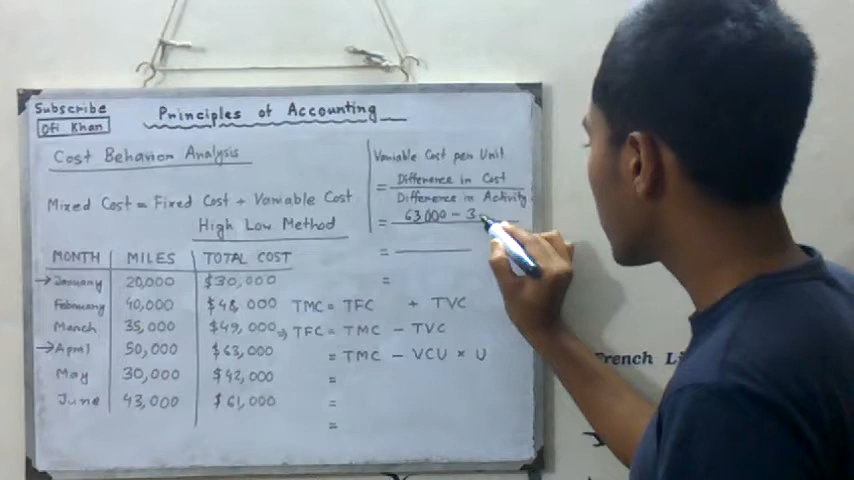 Subscribe
Ofi Khan
Principles of Accounting
Cost Behavior Analysis
Mixed Cost = Fixed Cost + Variable Cost
High Low Method
MONTH MILES TOTAL COST
→ January 20,000 $30,000
February 40,000 $48,000
March 35,000 $49,000
→ April 50,000 $63,000
May 30,000 $42,000
June 43,000 $61,000
Variable Cost per Unit
= Difference in Cost
Difference in Activity
= 63000 - 3
=
=
TMC = TFC + TVC
⇒ TFC = TMC - TVC
= TMC - VCU × U
=
=
=
French